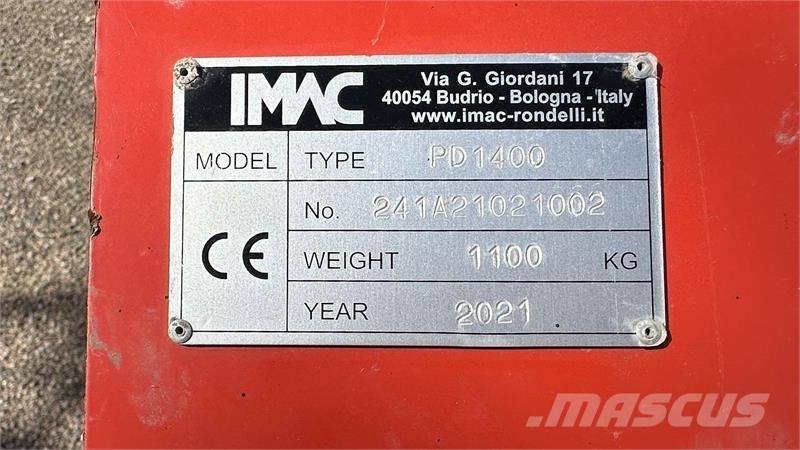 IMAC
Via G. Giordani 17
40054 Budrio - Bologna - Italy
www.imac-rondelli.it
MODEL TYPE PD1400
No. 241A21021002
CE
WEIGHT 1100 KG
YEAR 2021
MASCUS